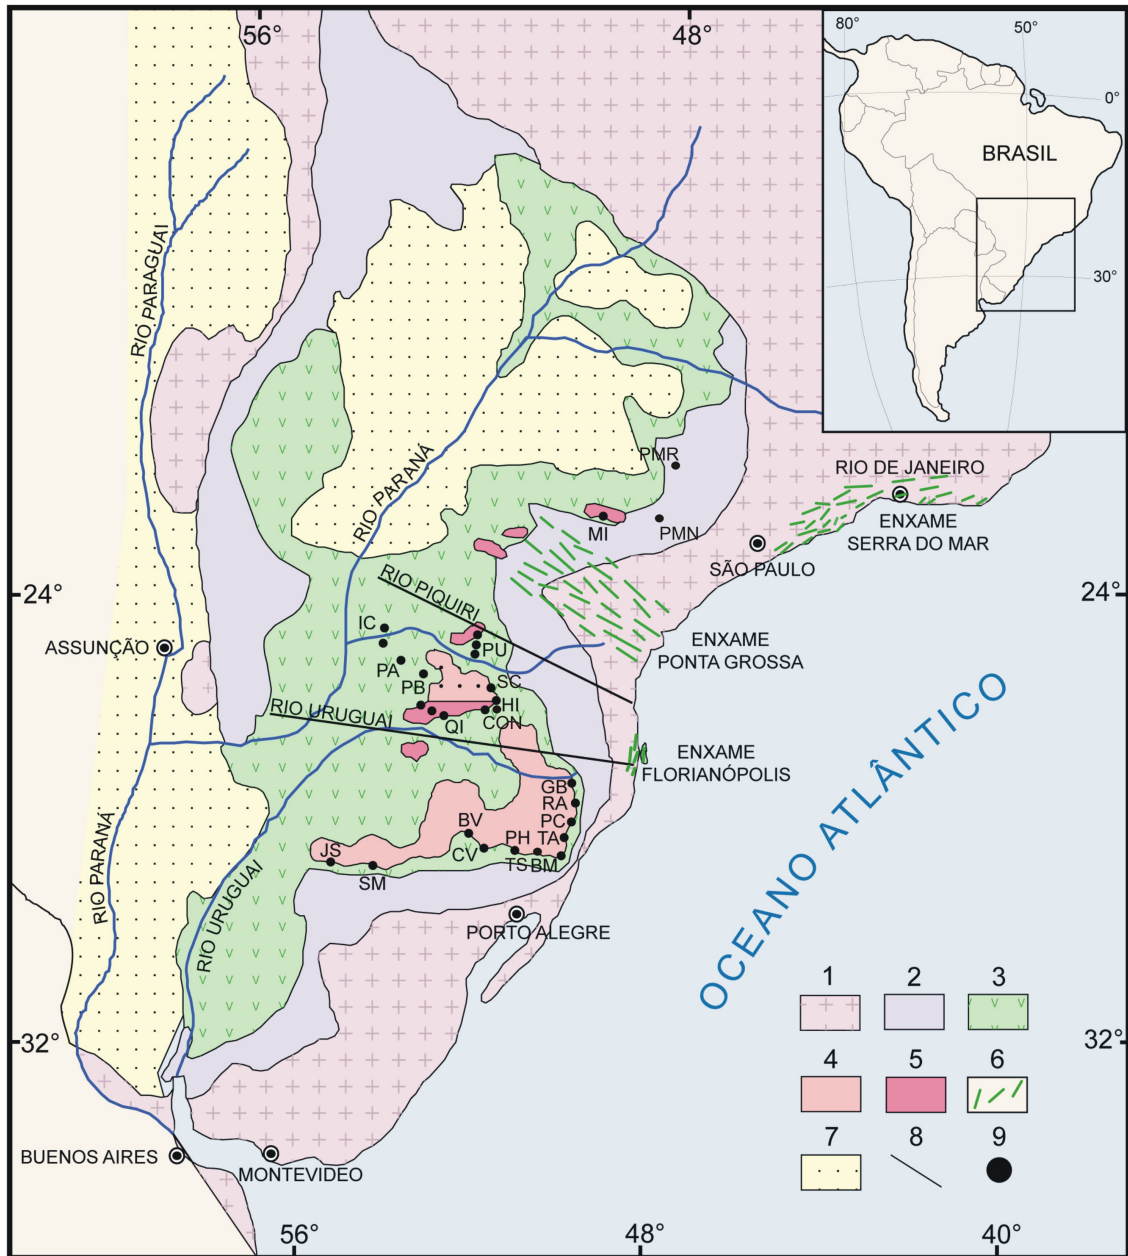 56°
48°
80°
50°
0°
BRASIL
30°
RIO PARAGUAI
RIO PARANÁ
PMR
RIO DE JANEIRO
MI
PMN
ENXAME
SERRA DO MAR
SÃO PAULO
24°
24°
RIO PIQUIRI
IC
ASSUNÇÃO
PU
ENXAME
PONTA GROSSA
PA
PB
SC
HI
RIO URUGUAI
QI
CON
ENXAME
FLORIANÓPOLIS
GB
RA
PC
BV
PH
TA
JS
CV
TS
BM
SM
RIO PARANÁ
RIO URUGUAI
PORTO ALEGRE
OCEANO ATLÂNTICO
1
2
3
32°
32°
4
5
6
7
8
9
BUENOS AIRES
MONTEVIDEO
56°
48°
40°